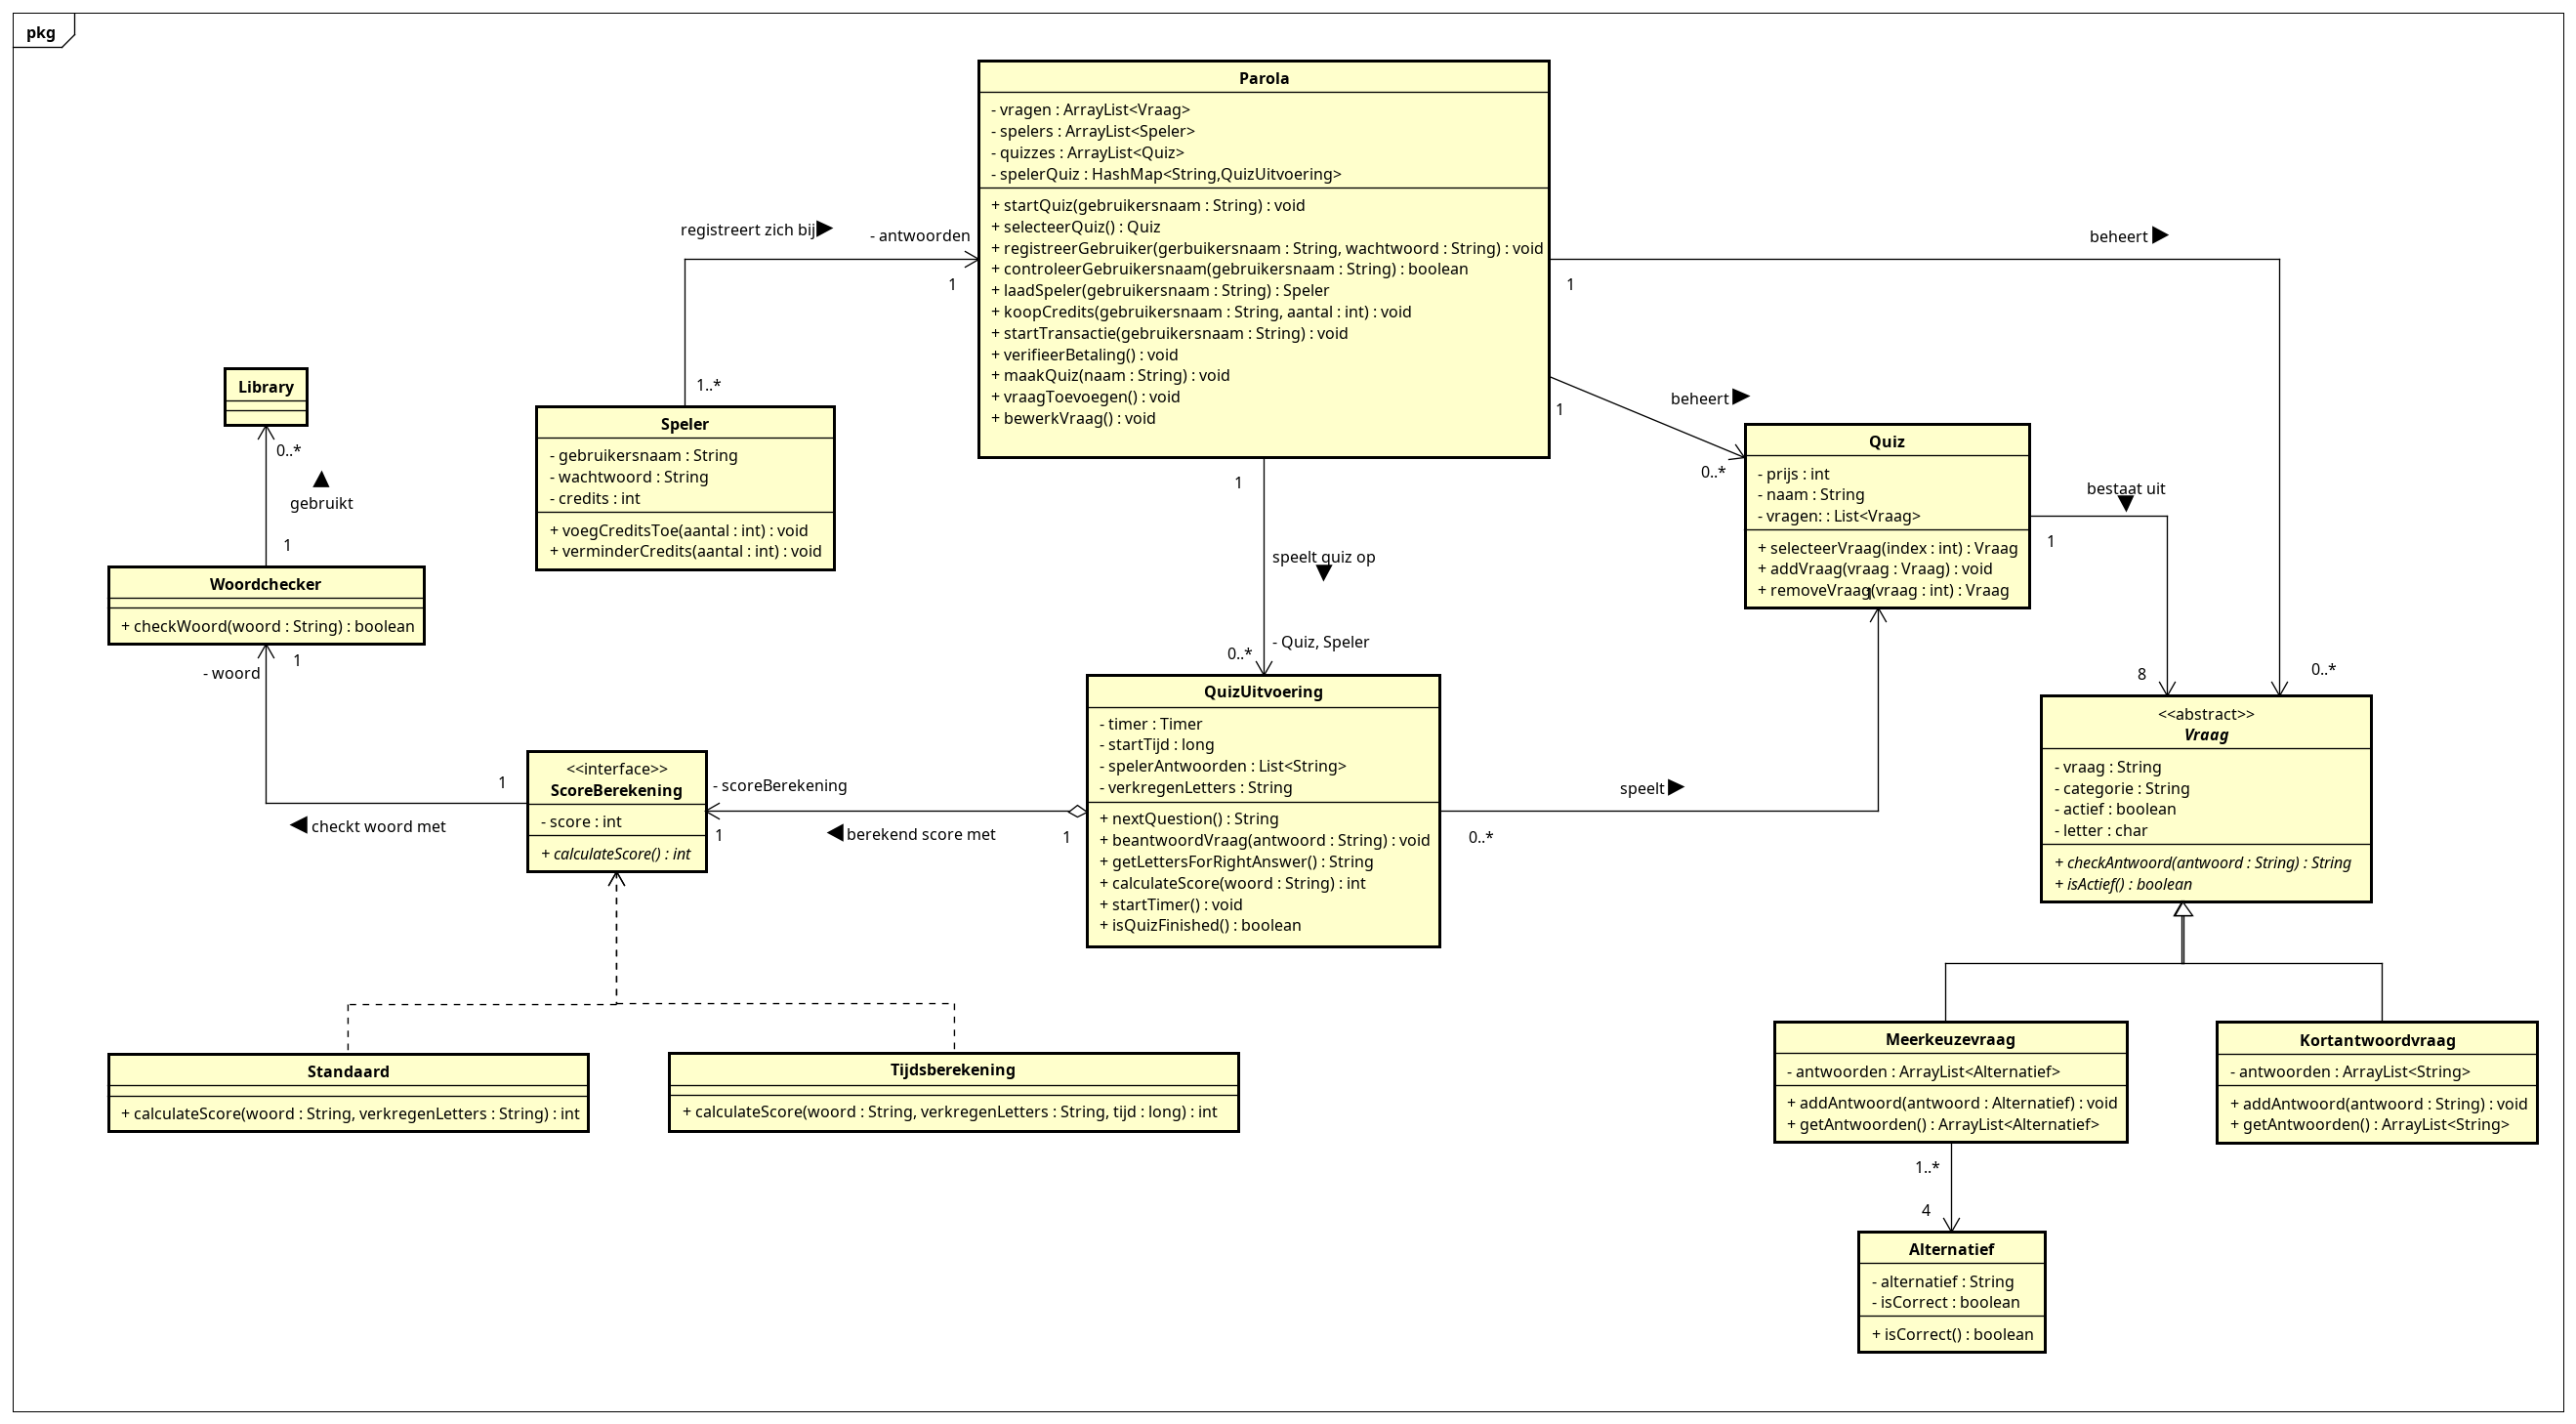 pkg
Parola
- vragen : ArrayList<Vraag>
- spelers : ArrayList<Speler>
- quizzes : ArrayList<Quiz>
- spelerQuiz : HashMap<String,QuizUitvoering>
+ startQuiz(gebruikersnaam : String) : void
+ selecteerQuiz() : Quiz
+ registreerGebruiker(gerbuikersnaam : String, wachtwoord : String) : void
+ controleerGebruikersnaam(gebruikersnaam : String) : boolean
+ laadSpeler(gebruikersnaam : String) : Speler
+ koopCredits(gebruikersnaam : String, aantal : int) : void
+ startTransactie(gebruikersnaam : String) : void
+ verifieerBetaling() : void
+ maakQuiz(naam : String) : void
+ vraagToevoegen() : void
+ bewerkVraag() : void
registreert zich bij
- antwoorden
1
1..*
beheert
1
0..*
beheert
1
0..*
Library
0..*
gebruikt
1
Speler
- gebruikersnaam : String
- wachtwoord : String
- credits : int
+ voegCreditsToe(aantal : int) : void
+ verminderCredits(aantal : int) : void
Quiz
- prijs : int
- naam : String
- vragen: : List<Vraag>
+ selecteerVraag(index : int) : Vraag
+ addVraag(vraag : Vraag) : void
+ removeVraag(vraag : int) : Vraag
1
bestaat uit
1
8
Woordchecker
+ checkWoord(woord : String) : boolean
- woord
1
1
checkt woord met
1
speelt quiz op
- Quiz, Speler
0..*
QuizUitvoering
- timer : Timer
- startTijd : long
- spelerAntwoorden : List<String>
- verkregenLetters : String
+ nextQuestion() : String
+ beantwoordVraag(antwoord : String) : void
+ getLettersForRightAnswer() : String
+ calculateScore(woord : String) : int
+ startTimer() : void
+ isQuizFinished() : boolean
<<interface>>
ScoreBerekening
- score : int
+ calculateScore() : int
- scoreBerekening
1
berekend score met
1
speelt
0..*
<<abstract>>
Vraag
- vraag : String
- categorie : String
- actief : boolean
- letter : char
+ checkAntwoord(antwoord : String) : String
+ isActief() : boolean
Standaard
+ calculateScore(woord : String, verkregenLetters : String) : int
Tijdsberekening
+ calculateScore(woord : String, verkregenLetters : String, tijd : long) : int
Meerkeuzevraag
- antwoorden : ArrayList<Alternatief>
+ addAntwoord(antwoord : Alternatief) : void
+ getAntwoorden() : ArrayList<Alternatief>
Kortantwoordvraag
- antwoorden : ArrayList<String>
+ addAntwoord(antwoord : String) : void
+ getAntwoorden() : ArrayList<String>
1..*
4
Alternatief
- alternatief : String
- isCorrect : boolean
+ isCorrect() : boolean